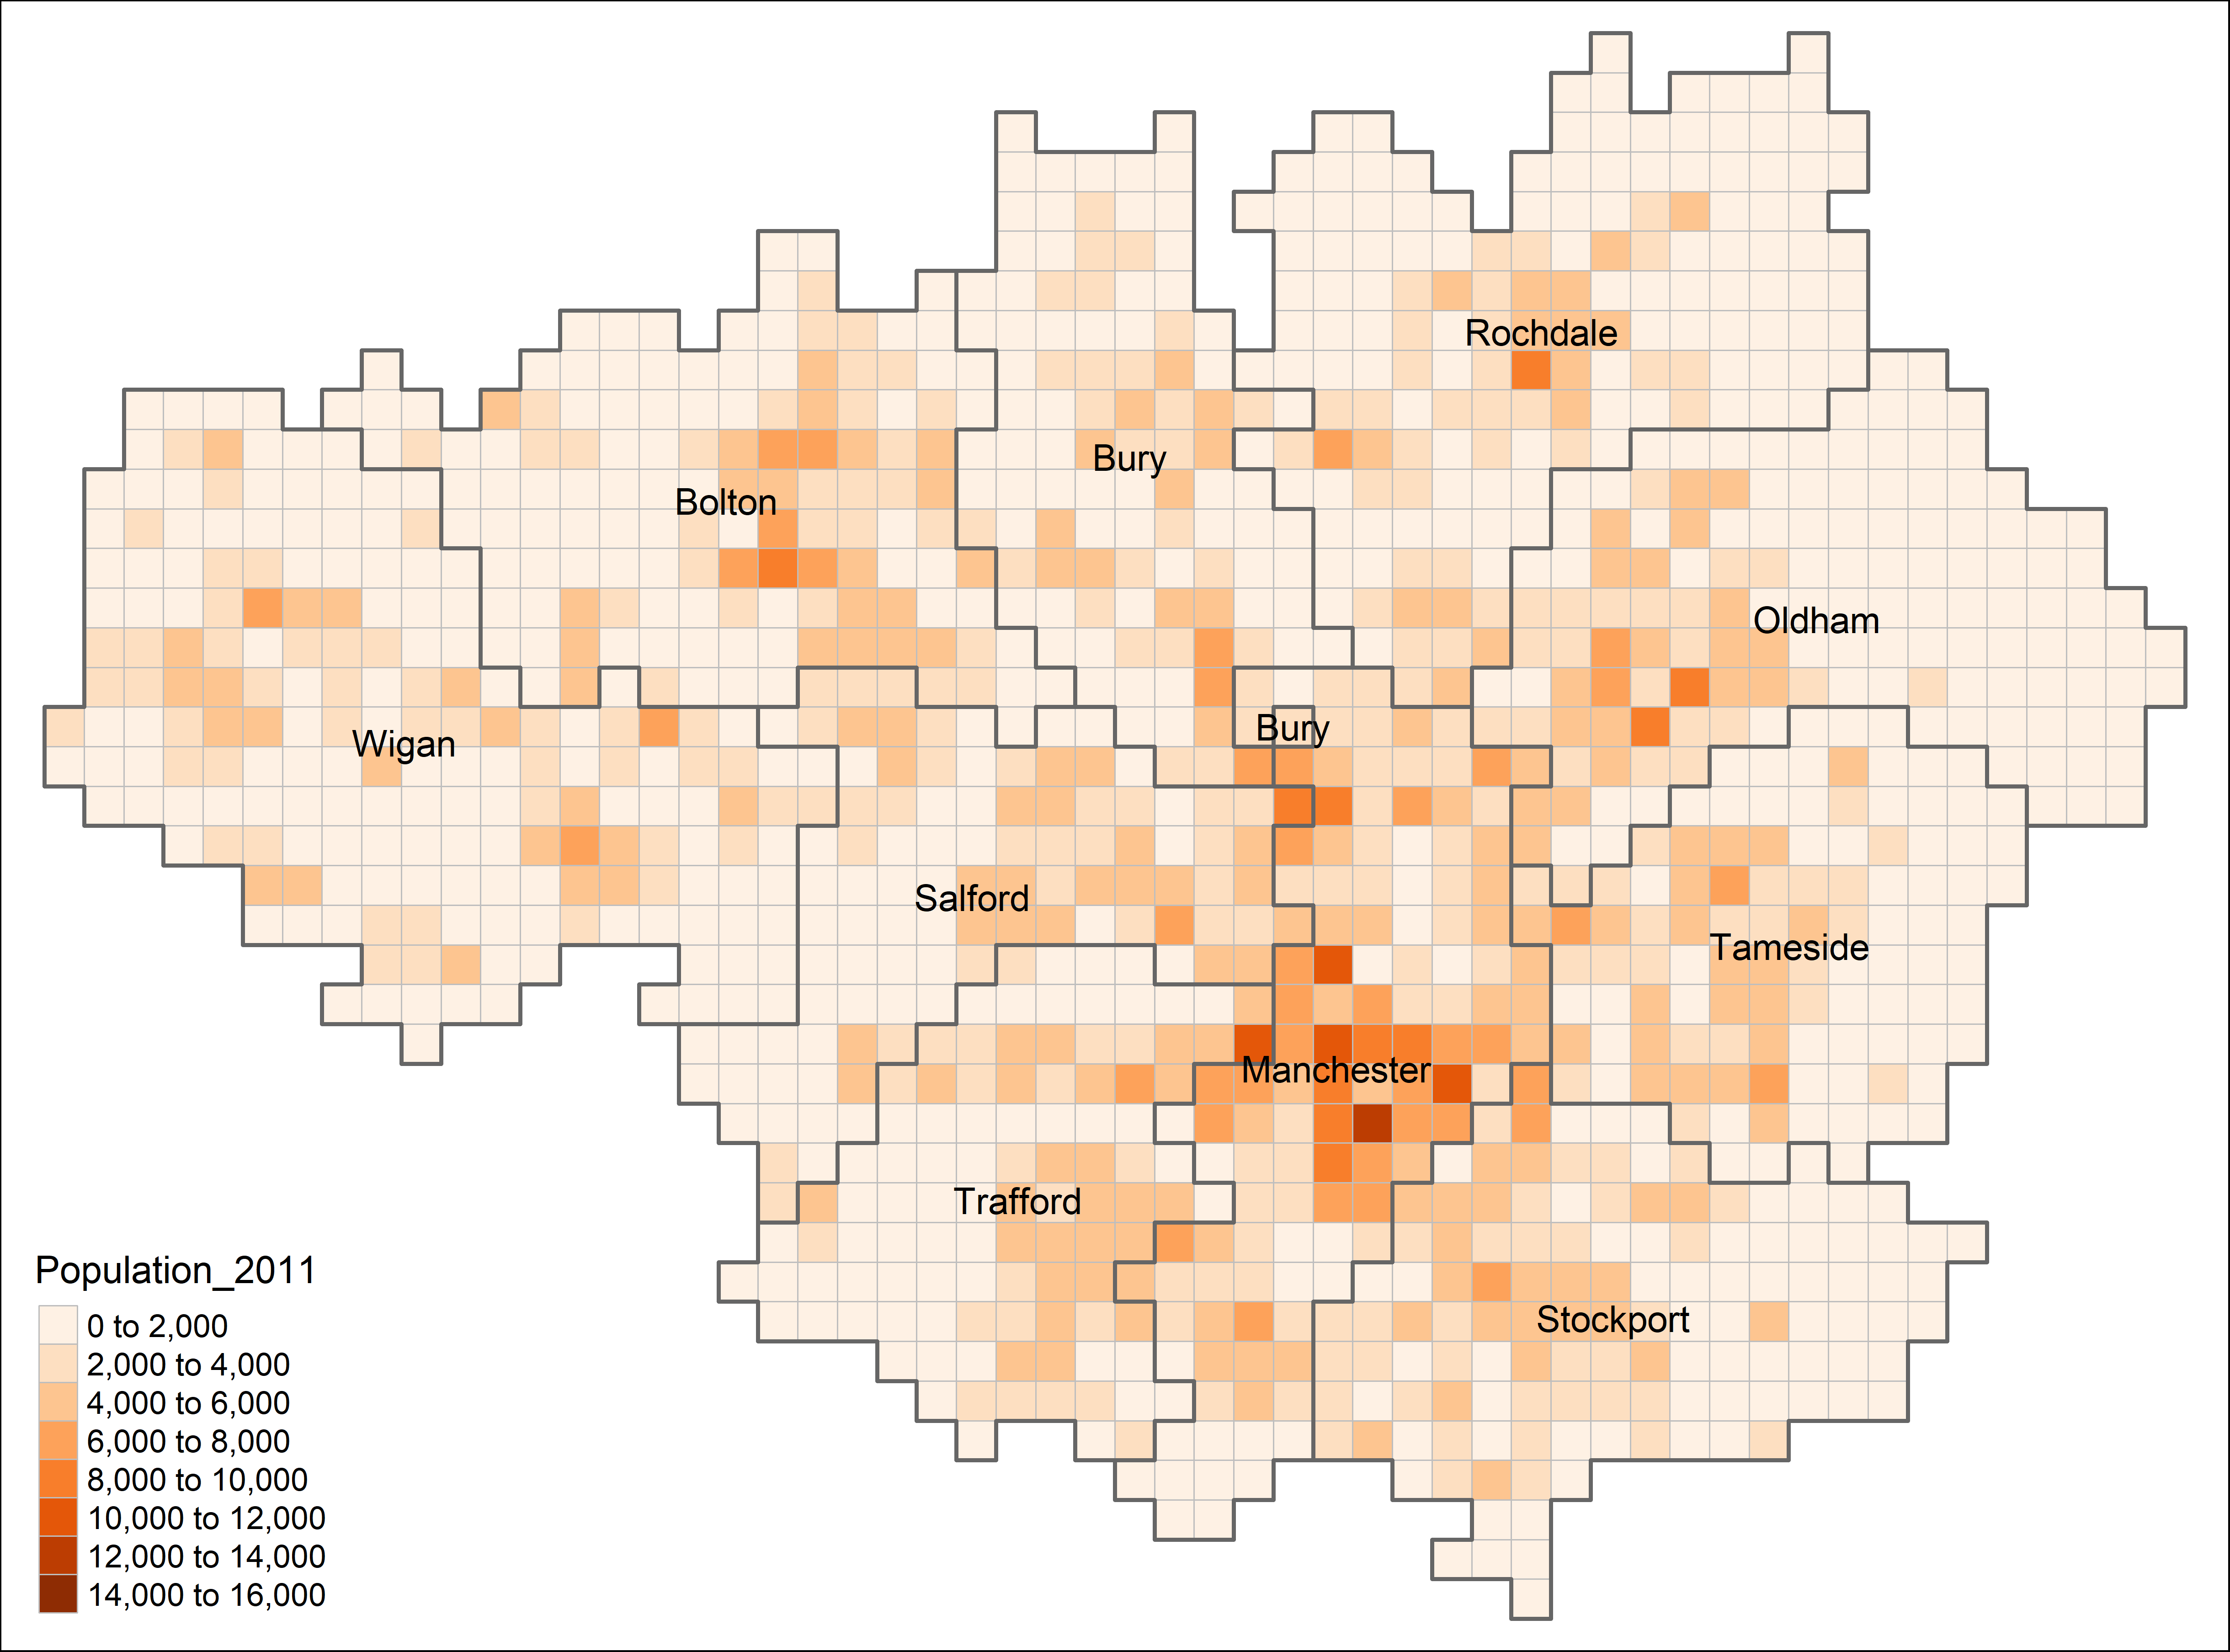 Rochdale
Bury
Bolton
Oldham
Bury
Wigan
Salford
Tameside
Manchester
Trafford
Stockport
Population_2011
0 to 2,000
2,000 to 4,000
4,000 to 6,000
6,000 to 8,000
8,000 to 10,000
10,000 to 12,000
12,000 to 14,000
14,000 to 16,000